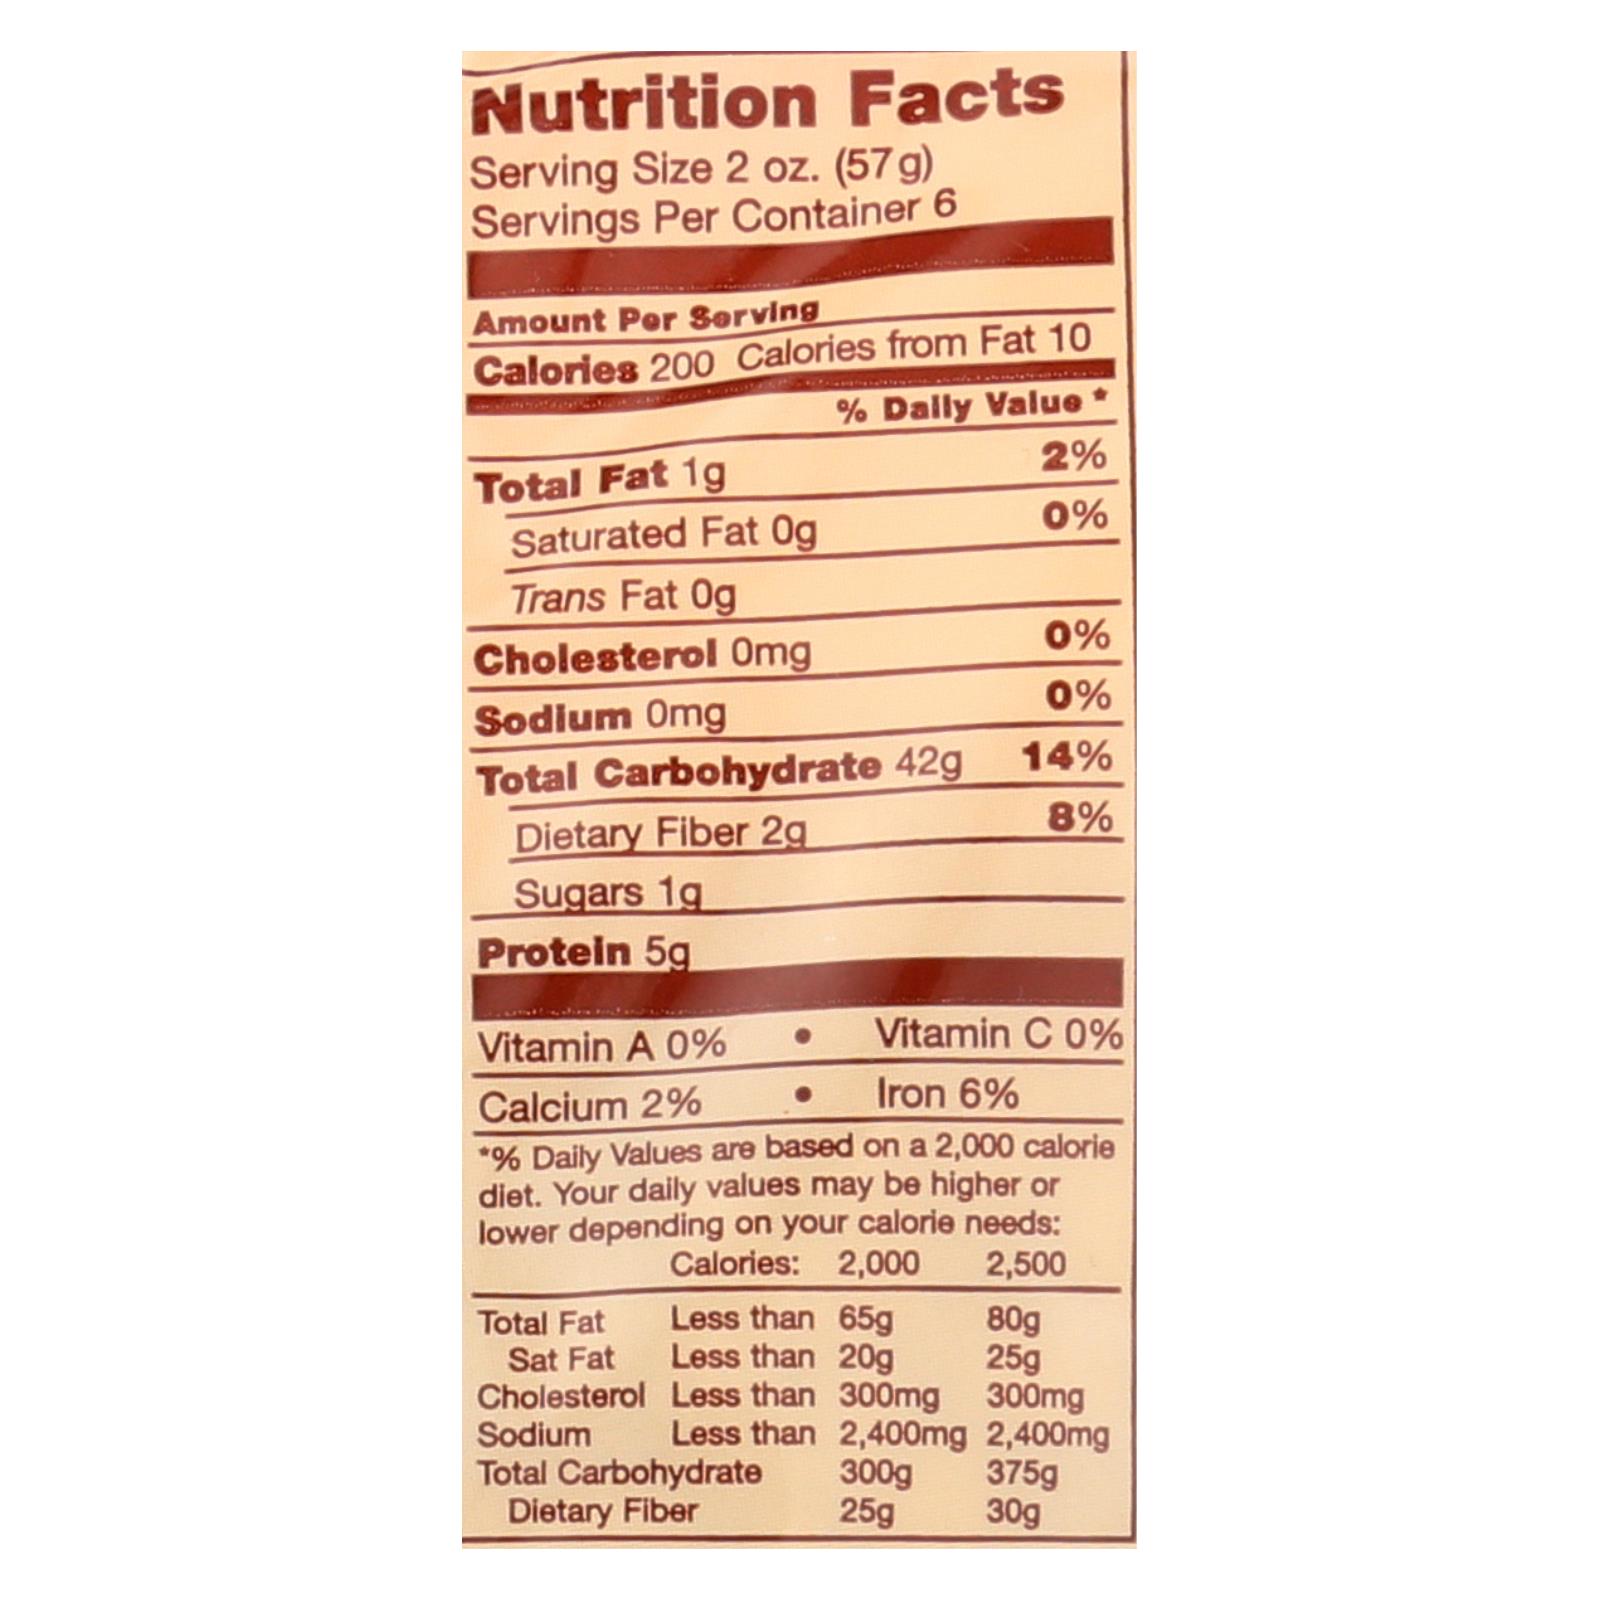 Nutrition Facts
Serving Size 2 oz. (57g)
Servings Per Container 6
Amount Per Serving
Calories 200 Calories from Fat 10
% Daily Value *
Total Fat 1g 2%
Saturated Fat 0g 0%
Trans Fat 0g
Cholesterol 0mg 0%
Sodium 0mg 0%
Total Carbohydrate 42g 14%
Dietary Fiber 2g 8%
Sugars 1g
Protein 5g
Vitamin A 0% • Vitamin C 0%
Calcium 2% • Iron 6%
*% Daily Values are based on a 2,000 calorie
diet. Your daily values may be higher or
lower depending on your calorie needs:
Calories: 2,000 2,500
Total Fat Less than 65g 80g
Sat Fat Less than 20g 25g
Cholesterol Less than 300mg 300mg
Sodium Less than 2,400mg 2,400mg
Total Carbohydrate 300g 375g
Dietary Fiber 25g 30g